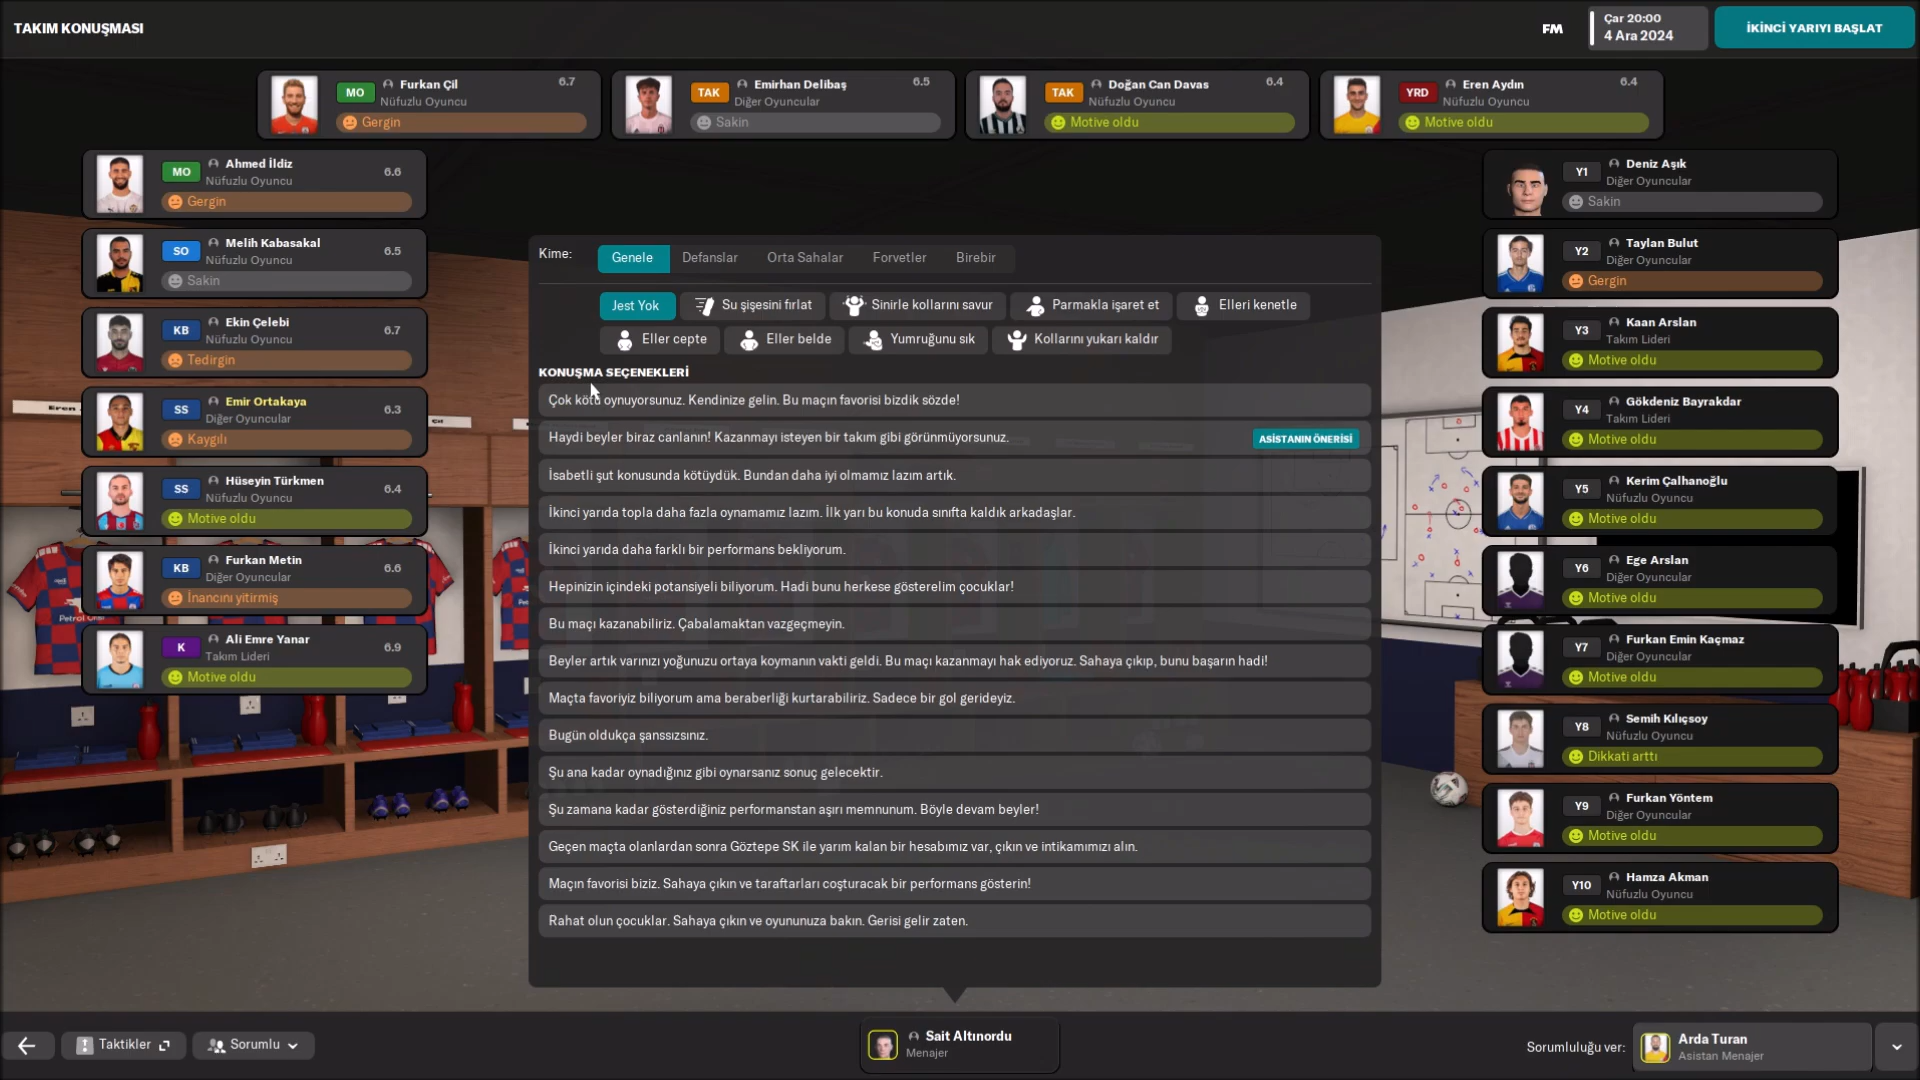 TAKIM KONUŞMASI
FM
Çar 20:00
4 Ara 2024
İKİNCİ YARIYI BAŞLAT
MO
Furkan Çil
6.7
Nüfuzlu Oyuncu
Gergin
TAK
Emirhan Delibaş
6.5
Diğer Oyuncular
Sakin
TAK
Doğan Can Davas
6.4
Nüfuzlu Oyuncu
Motive oldu
YRD
Eren Aydın
6.4
Nüfuzlu Oyuncu
Motive oldu
MO
Ahmed İldiz
6.6
Nüfuzlu Oyuncu
Gergin
SO
Melih Kabasakal
6.5
Nüfuzlu Oyuncu
Sakin
KB
Ekin Çelebi
6.7
Nüfuzlu Oyuncu
Tedirgin
SS
Emir Ortakaya
6.3
Diğer Oyuncular
Kaygılı
SS
Hüseyin Türkmen
6.4
Nüfuzlu Oyuncu
Motive oldu
KB
Furkan Metin
6.6
Diğer Oyuncular
İnancını yitirmiş
K
Ali Emre Yanar
6.9
Takım Lideri
Motive oldu
Kime:
Genele
Defanslar
Orta Sahalar
Forvetler
Birebir
Jest Yok
Su şişesini fırlat
Sinirle kollarını savur
Parmakla işaret et
Elleri kenetle
Eller cepte
Eller belde
Yumruğunu sık
Kollarını yukarı kaldır
KONUŞMA SEÇENEKLERİ
Çok kötü oynuyorsunuz. Kendinize gelin. Bu maçın favorisi bizdik sözde!
Haydi beyler biraz canlanın! Kazanmayı isteyen bir takım gibi görünmüyorsunuz.
ASİSTANIN ÖNERİSİ
İsabetli şut konusunda kötüydük. Bundan daha iyi olmamız lazım artık.
İkinci yarıda topla daha fazla oynamamız lazım. İlk yarı bu konuda sınıfta kaldık arkadaşlar.
İkinci yarıda daha farklı bir performans bekliyorum.
Hepinizin içindeki potansiyeli biliyorum. Hadi bunu herkese gösterelim çocuklar!
Bu maçı kazanabiliriz. Çabalamaktan vazgeçmeyin.
Beyler artık varınızı yoğunuzu ortaya koymanın vakti geldi. Bu maçı kazanmayı hak ediyoruz. Sahaya çıkıp, bunu başarın hadi!
Maçta favoriyiz biliyorum ama beraberliği kurtarabiliriz. Sadece bir gol gerideyiz.
Bugün oldukça şanssızsınız.
Şu ana kadar oynadığınız gibi oynarsanız sonuç gelecektir.
Şu zamana kadar gösterdiğiniz performanstan aşırı memnunum. Böyle devam beyler!
Geçen maçta olanlardan sonra Göztepe SK ile yarım kalan bir hesabımız var, çıkın ve intikamımızı alın.
Maçın favorisi biziz. Sahaya çıkın ve taraftarları coşturacak bir performans gösterin!
Rahat olun çocuklar. Sahaya çıkın ve oyununuza bakın. Gerisi gelir zaten.
Y1
Deniz Aşık
Diğer Oyuncular
Sakin
Y2
Taylan Bulut
Diğer Oyuncular
Gergin
Y3
Kaan Arslan
Takım Lideri
Motive oldu
Y4
Gökdeniz Bayrakdar
Takım Lideri
Motive oldu
Y5
Kerim Çalhanoğlu
Nüfuzlu Oyuncu
Motive oldu
Y6
Ege Arslan
Diğer Oyuncular
Motive oldu
Y7
Furkan Emin Kaçmaz
Diğer Oyuncular
Motive oldu
Y8
Semih Kılıçsoy
Nüfuzlu Oyuncu
Dikkati arttı
Y9
Furkan Yöntem
Diğer Oyuncular
Motive oldu
Y10
Hamza Akman
Nüfuzlu Oyuncu
Motive oldu
Taktikler
Sorumlu
Sait Altınordu
Menajer
Sorumluluğu ver:
Arda Turan
Asistan Menajer